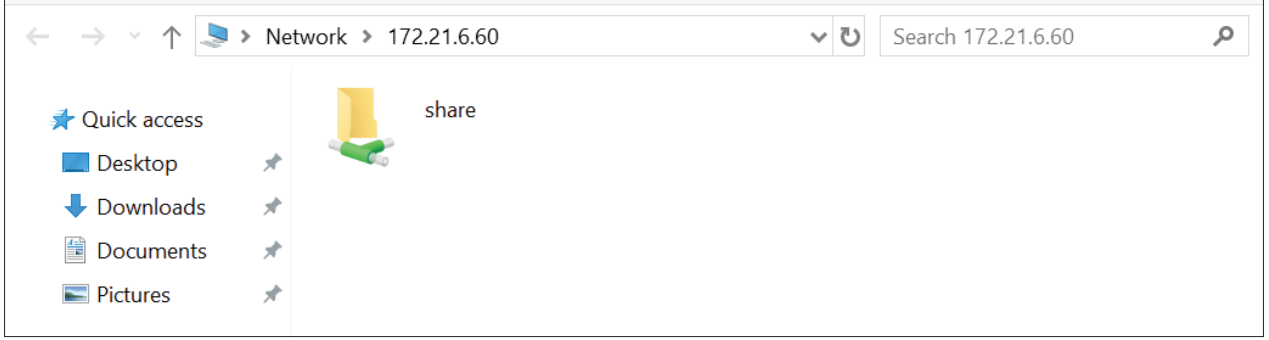 Network > 172.21.6.60
Search 172.21.6.60
Quick access
share
Desktop
Downloads
Documents
Pictures